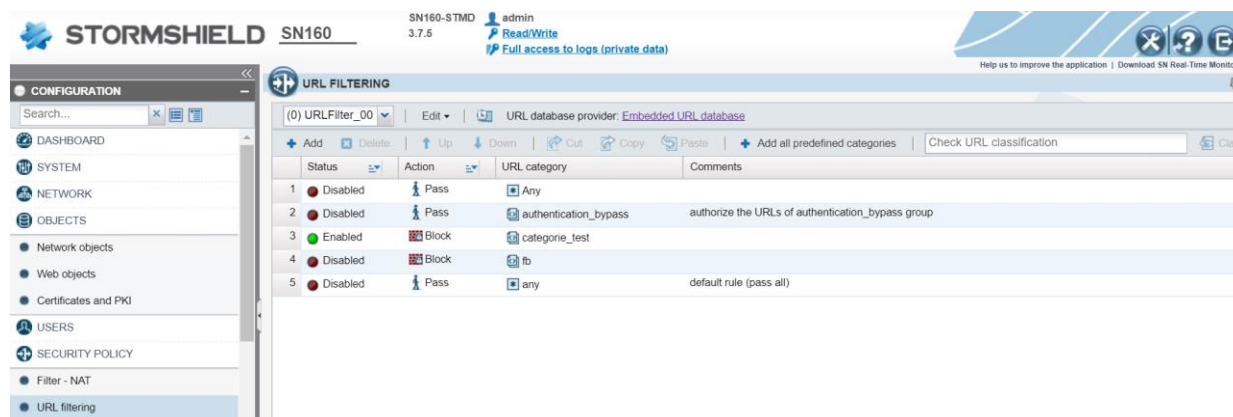 STORMSHIELD SN160
SN160-STMD admin
3.7.5 Read/Write
Full access to logs (private data)
Help us to improve the application | Download SN Real-Time
CONFIGURATION
Search...
DASHBOARD
SYSTEM
NETWORK
OBJECTS
Network objects
Web objects
Certificates and PKI
USERS
SECURITY POLICY
Filter - NAT
URL filtering
URL FILTERING
(0) URLFilter_00 Edit URL database provider: Embedded URL database
Add Delete Up Down Cut Copy Paste Add all predefined categories Check URL classification
Status Action URL category Comments
1 Disabled Pass Any
2 Disabled Pass authentication_bypass authorize the URLs of authentication_bypass group
3 Enabled Block categorie_test
4 Disabled Block fb
5 Disabled Pass any default rule (pass all)